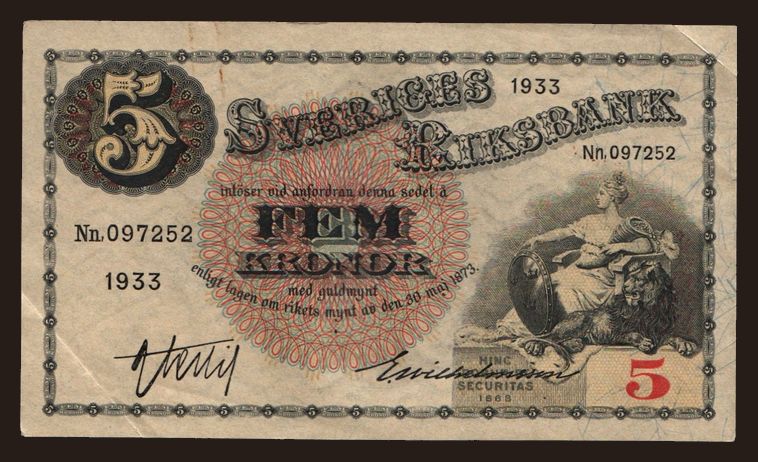 5
SVERIGES
RIKSBANK
1933
Nn. 097252
inlöser vid anfordran denna sedel à
FEM
KRONOR
med guldmynt
enligt lagen om rikets mynt av den 30 maj 1873.
Nn. 097252
1933
HINC
SECURITAS
1668
5